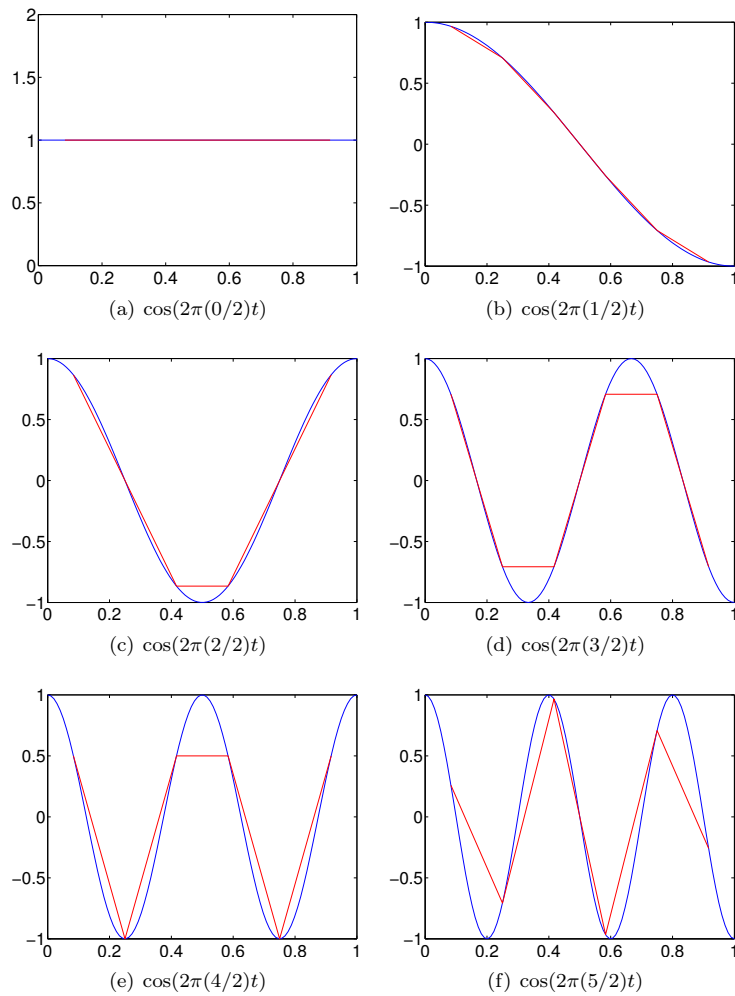 2
1.5
1
0.5
0
0 0.2 0.4 0.6 0.8 1
(a) cos(2π(0/2)t)
1
0.5
0
−0.5
−1
0 0.2 0.4 0.6 0.8 1
(b) cos(2π(1/2)t)
1
0.5
0
−0.5
−1
0 0.2 0.4 0.6 0.8 1
(c) cos(2π(2/2)t)
1
0.5
0
−0.5
−1
0 0.2 0.4 0.6 0.8 1
(d) cos(2π(3/2)t)
1
0.5
0
−0.5
−1
0 0.2 0.4 0.6 0.8 1
(e) cos(2π(4/2)t)
1
0.5
0
−0.5
−1
0 0.2 0.4 0.6 0.8 1
(f) cos(2π(5/2)t)